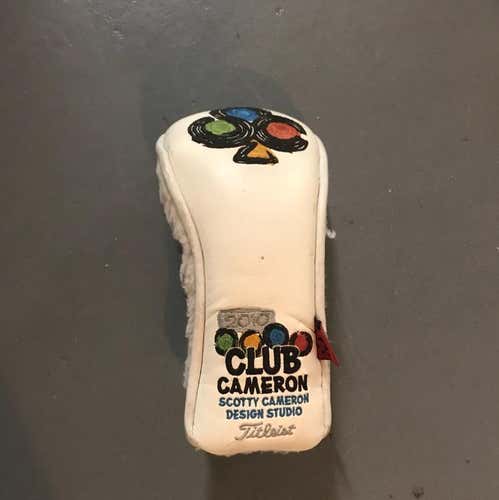 2010
CLUB
CAMERON
SCOTTY CAMERON
DESIGN STUDIO
Titleist